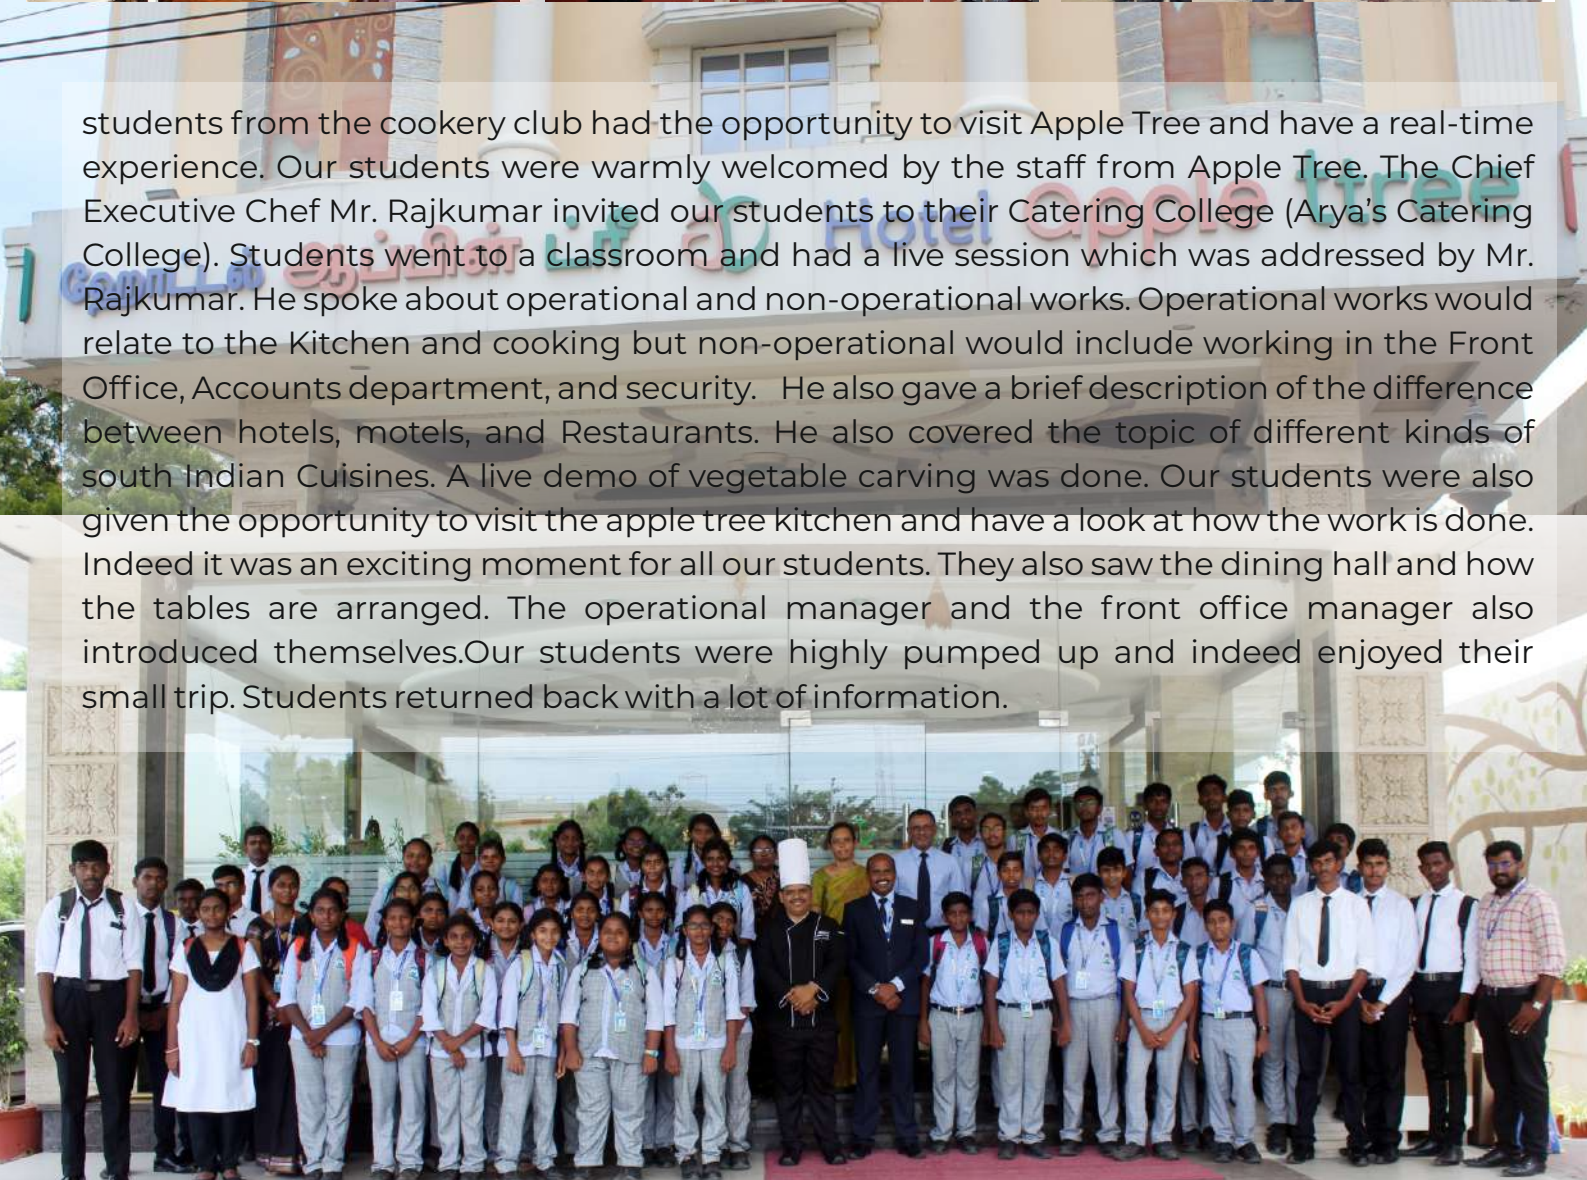 students from the cookery club had the opportunity to visit Apple Tree and have a real-time
experience. Our students were warmly welcomed by the staff from Apple Tree. The Chief
Executive Chef Mr. Rajkumar invited our students to their Catering College (Arya’s Catering
College). Students went to a classroom and had a live session which was addressed by Mr.
Rajkumar. He spoke about operational and non-operational works. Operational works would
relate to the Kitchen and cooking but non-operational would include working in the Front
Office, Accounts department, and security. He also gave a brief description of the difference
between hotels, motels, and Restaurants. He also covered the topic of different kinds of
south Indian Cuisines. A live demo of vegetable carving was done. Our students were also
given the opportunity to visit the apple tree kitchen and have a look at how the work is done.
Indeed it was an exciting moment for all our students. They also saw the dining hall and how
the tables are arranged. The operational manager and the front office manager also
introduced themselves.Our students were highly pumped up and indeed enjoyed their
small trip. Students returned back with a lot of information.
ஹோட்டல் ஆப்பிள் ட்ரீ Hotel apple ttree